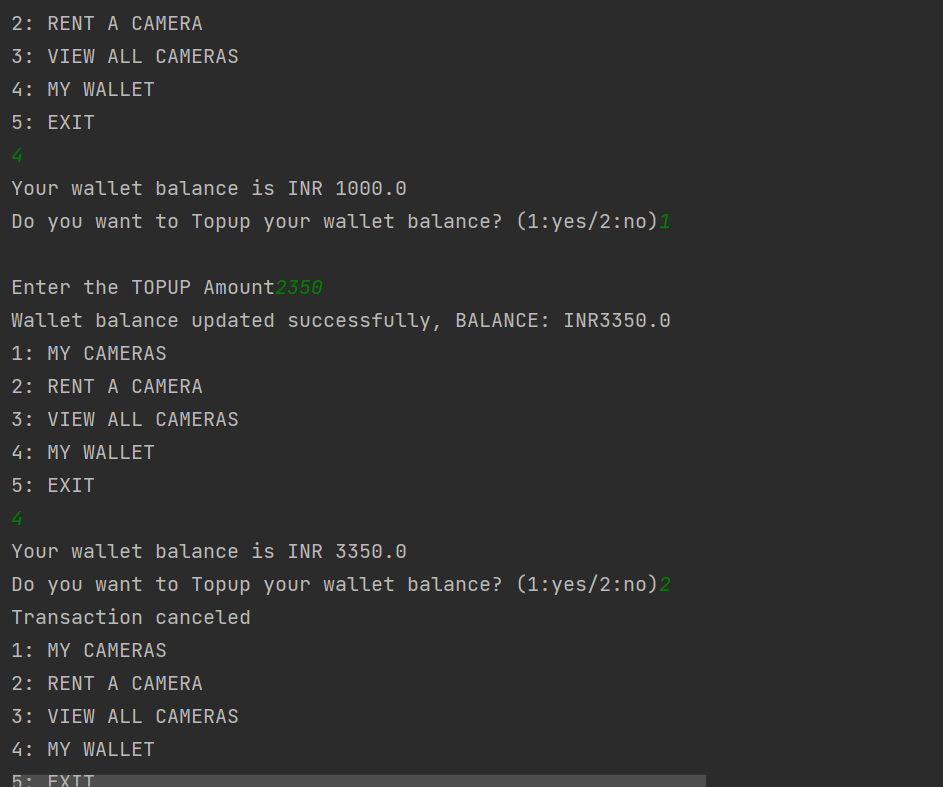 2: RENT A CAMERA
3: VIEW ALL CAMERAS
4: MY WALLET
5: EXIT
4
Your wallet balance is INR 1000.0
Do you want to Topup your wallet balance? (1:yes/2:no)1
Enter the TOPUP Amount2350
Wallet balance updated successfully, BALANCE: INR3350.0
1: MY CAMERAS
2: RENT A CAMERA
3: VIEW ALL CAMERAS
4: MY WALLET
5: EXIT
4
Your wallet balance is INR 3350.0
Do you want to Topup your wallet balance? (1:yes/2:no)2
Transaction canceled
1: MY CAMERAS
2: RENT A CAMERA
3: VIEW ALL CAMERAS
4: MY WALLET
5: EXIT